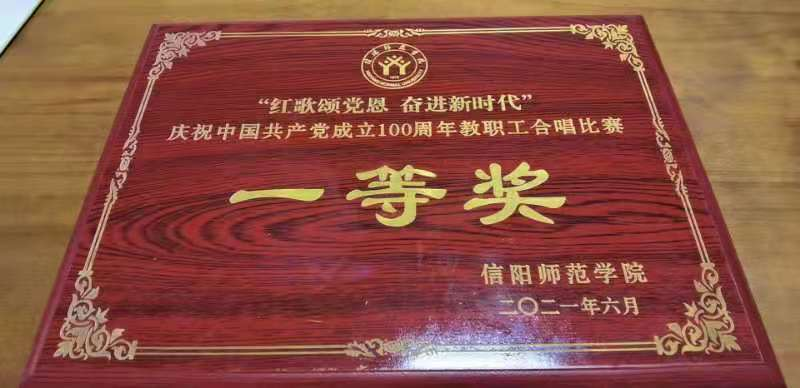 “红歌颂党恩 奋进新时代”
庆祝中国共产党成立100周年教职工合唱比赛
一等奖
信阳师范学院
二〇二一年六月